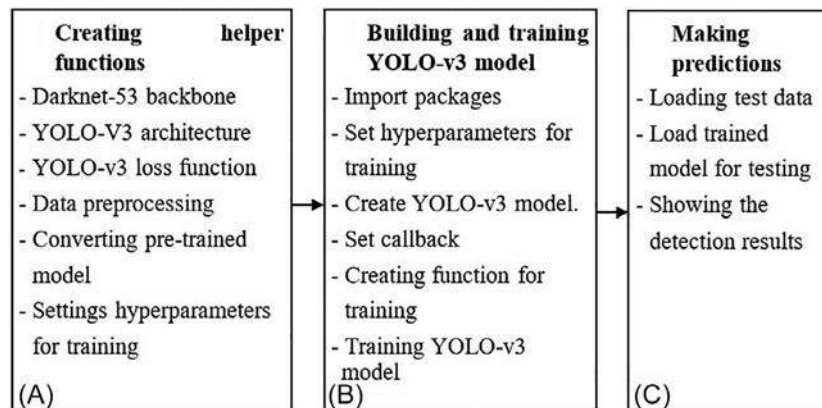 Creating helper
functions
- Darknet-53 backbone
- YOLO-V3 architecture
- YOLO-v3 loss function
- Data preprocessing
- Converting pre-trained
model
- Settings hyperparameters
for training
(A)
Building and training
YOLO-v3 model
- Import packages
- Set hyperparameters for
training
- Create YOLO-v3 model.
- Set callback
- Creating function for
training
- Training YOLO-v3
model
(B)
Making
predictions
- Loading test data
- Load trained
model for testing
- Showing the
detection results
(C)